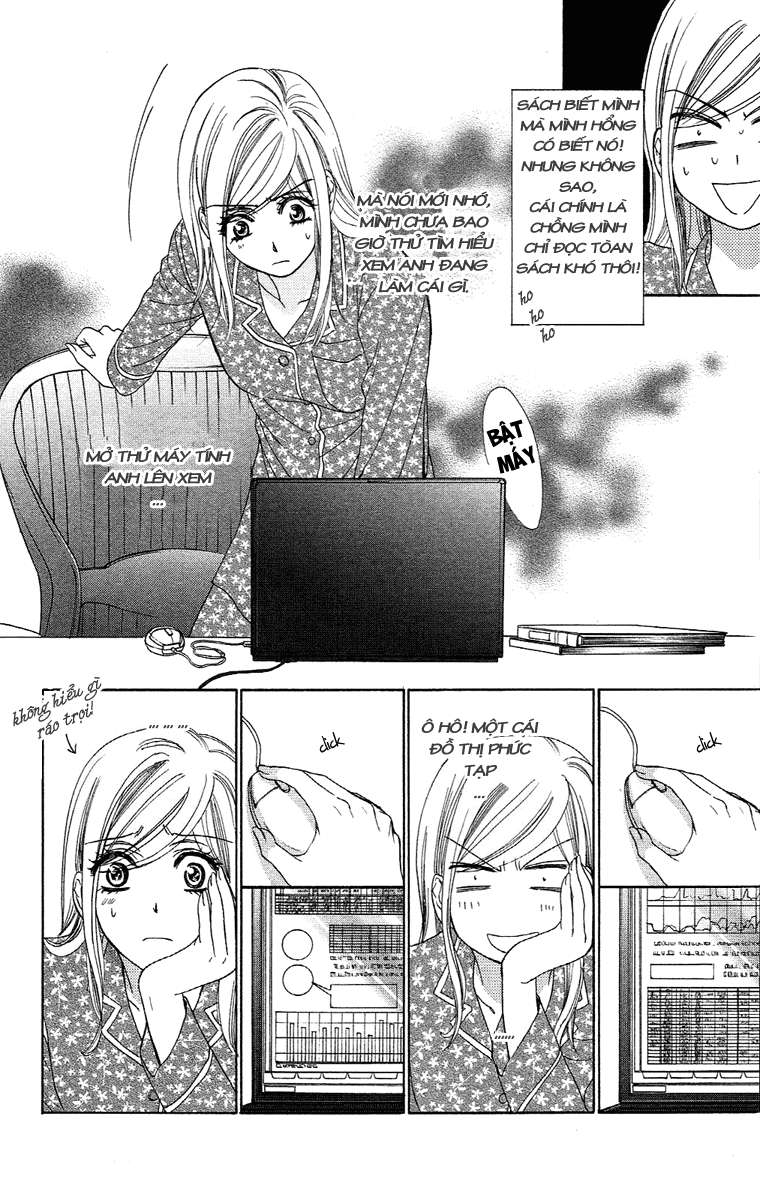 SÁCH BIẾT MÌNH
MÀ MÌNH HỔNG
CÓ BIẾT NÓ!
NHƯNG KHÔNG
SAO,
CÁI CHÍNH LÀ
CHỒNG MÌNH
CHỈ ĐỌC TÒAN
SÁCH KHÓ THÔI!
ho
ho
ho
MÀ NÓI MỚI NHỚ,
MÌNH CHƯA BAO
GIỜ THỬ TÌM HIỂU
XEM ANH ĐANG
LÀM CÁI GÌ.
BẬT
MÁY
MỞ THỬ MÁY TÍNH
ANH LÊN XEM
...
click
Ô HÔ! MỘT CÁI
ĐỒ THỊ PHỨC
TẠP
...
......
click
... ... ...
không hiểu gì
ráo trọi!